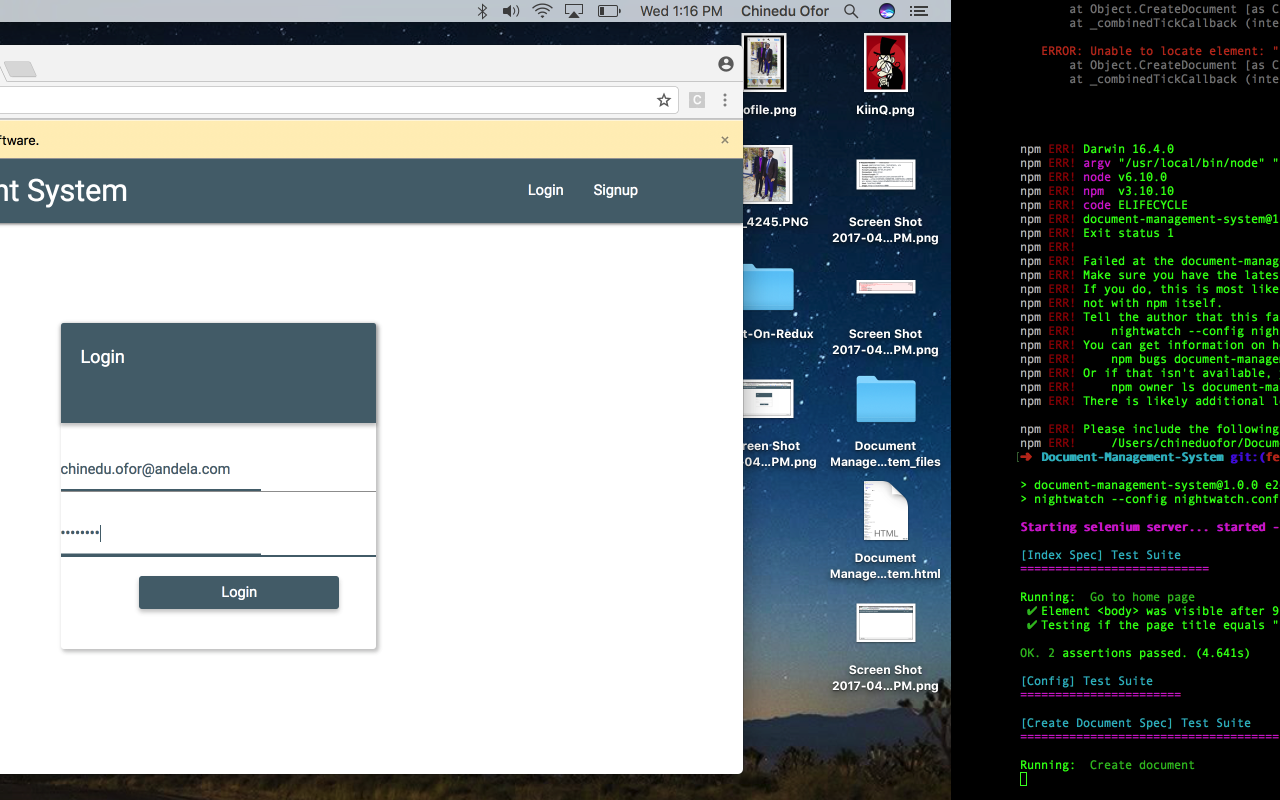 Wed 1:16 PM Chinedu Ofor
C
ftware. ×
nt System
Login Signup
Login
chinedu.ofor@andela.com
••••••••
Login
ofile.png
KiinQ.png
_4245.PNG
Screen Shot
2017-04...PM.png
t-On-Redux
Screen Shot
2017-04...PM.png
reen Shot
04...PM.png
Document
Manage...tem_files
HTML
Document
Manage...tem.html
Screen Shot
2017-04...PM.png
at Object.CreateDocument [as C
at _combinedTickCallback (inte
ERROR: Unable to locate element: "
at Object.CreateDocument [as C
at _combinedTickCallback (inte
npm ERR! Darwin 16.4.0
npm ERR! argv "/usr/local/bin/node" "
npm ERR! node v6.10.0
npm ERR! npm v3.10.10
npm ERR! code ELIFECYCLE
npm ERR! document-management-system@1
npm ERR! Exit status 1
npm ERR!
npm ERR! Failed at the document-manag
npm ERR! Make sure you have the lates
npm ERR! If you do, this is most like
npm ERR! not with npm itself.
npm ERR! Tell the author that this fa
npm ERR! nightwatch --config nigh
npm ERR! You can get information on h
npm ERR! npm bugs document-manage
npm ERR! Or if that isn't available,
npm ERR! npm owner ls document-ma
npm ERR! There is likely additional l
npm ERR! Please include the following
npm ERR! /Users/chineduofor/Docum
➜ Document-Management-System git:(fe
> document-management-system@1.0.0 e2
> nightwatch --config nightwatch.conf
Starting selenium server... started -
[Index Spec] Test Suite
===========================
Running: Go to home page
✔ Element <body> was visible after 9
✔ Testing if the page title equals "
OK. 2 assertions passed. (4.641s)
[Config] Test Suite
=======================
[Create Document Spec] Test Suite
=====================================
Running: Create document